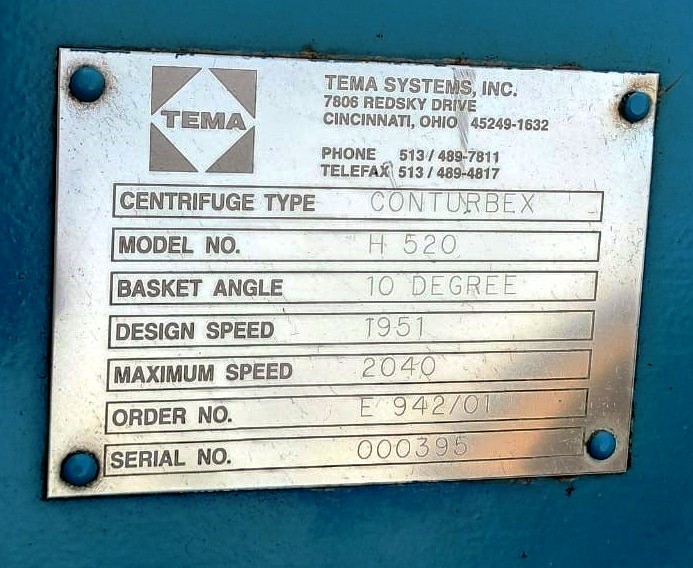 TEMA
TEMA SYSTEMS, INC.
7806 REDSKY DRIVE
CINCINNATI, OHIO 45249-1632
PHONE 513 / 489-7811
TELEFAX 513 / 489-4817
CENTRIFUGE TYPE CONTURBEX
MODEL NO. H 520
BASKET ANGLE 10 DEGREE
DESIGN SPEED 1951
MAXIMUM SPEED 2040
ORDER NO. E 942/01
SERIAL NO. 000395